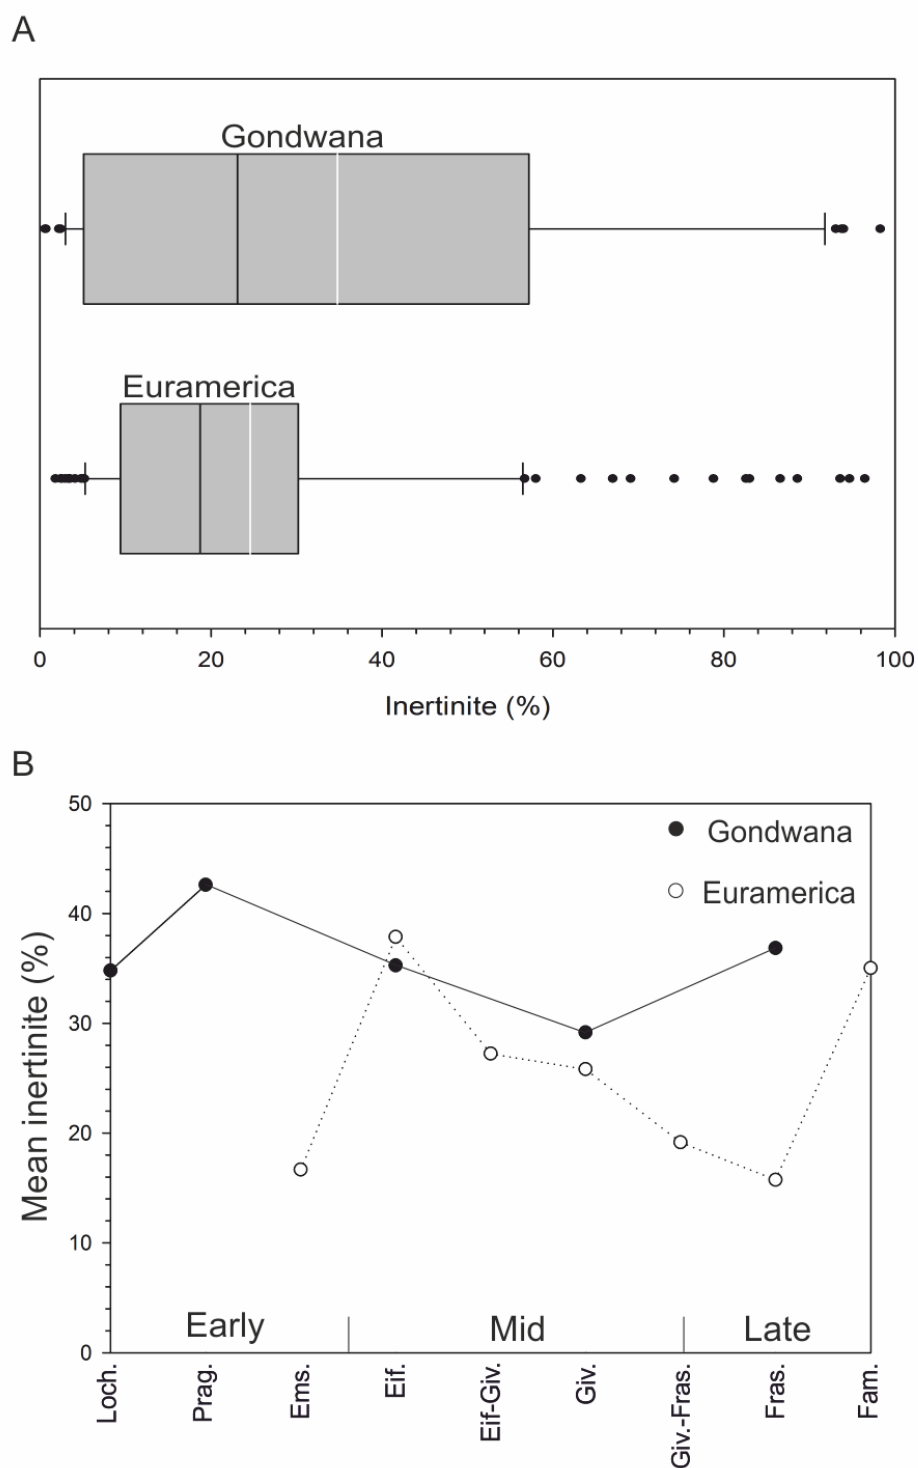 A
Gondwana
Euramerica
0 20 40 60 80 100
Inertinite (%)
B
50
40
30
20
10
0
Mean inertinite (%)
Gondwana
Euramerica
Early Mid Late
Loch. Prag. Ems. Eif. Eif-Giv. Giv. Giv.-Fras. Fras. Fam.